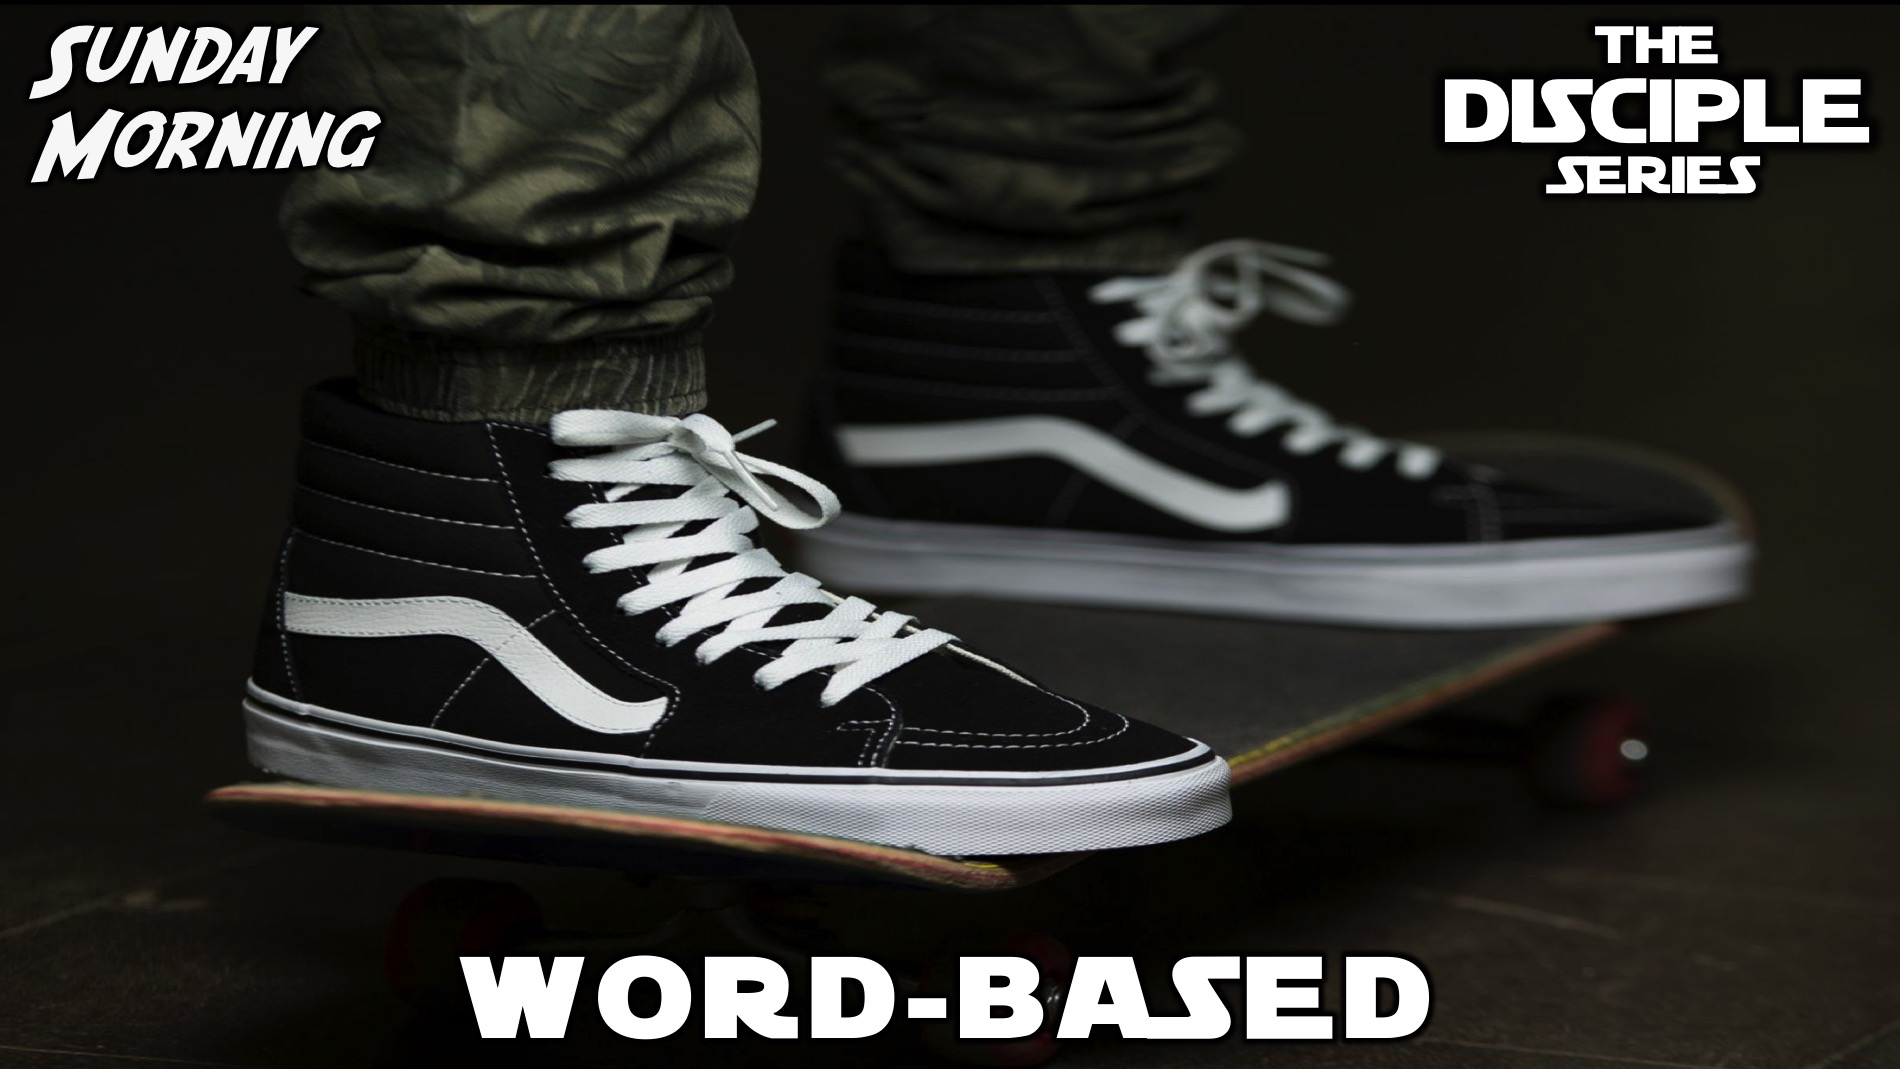 SUNDAY
MORNING
THE
DISCIPLE
SERIES
WORD-BASED